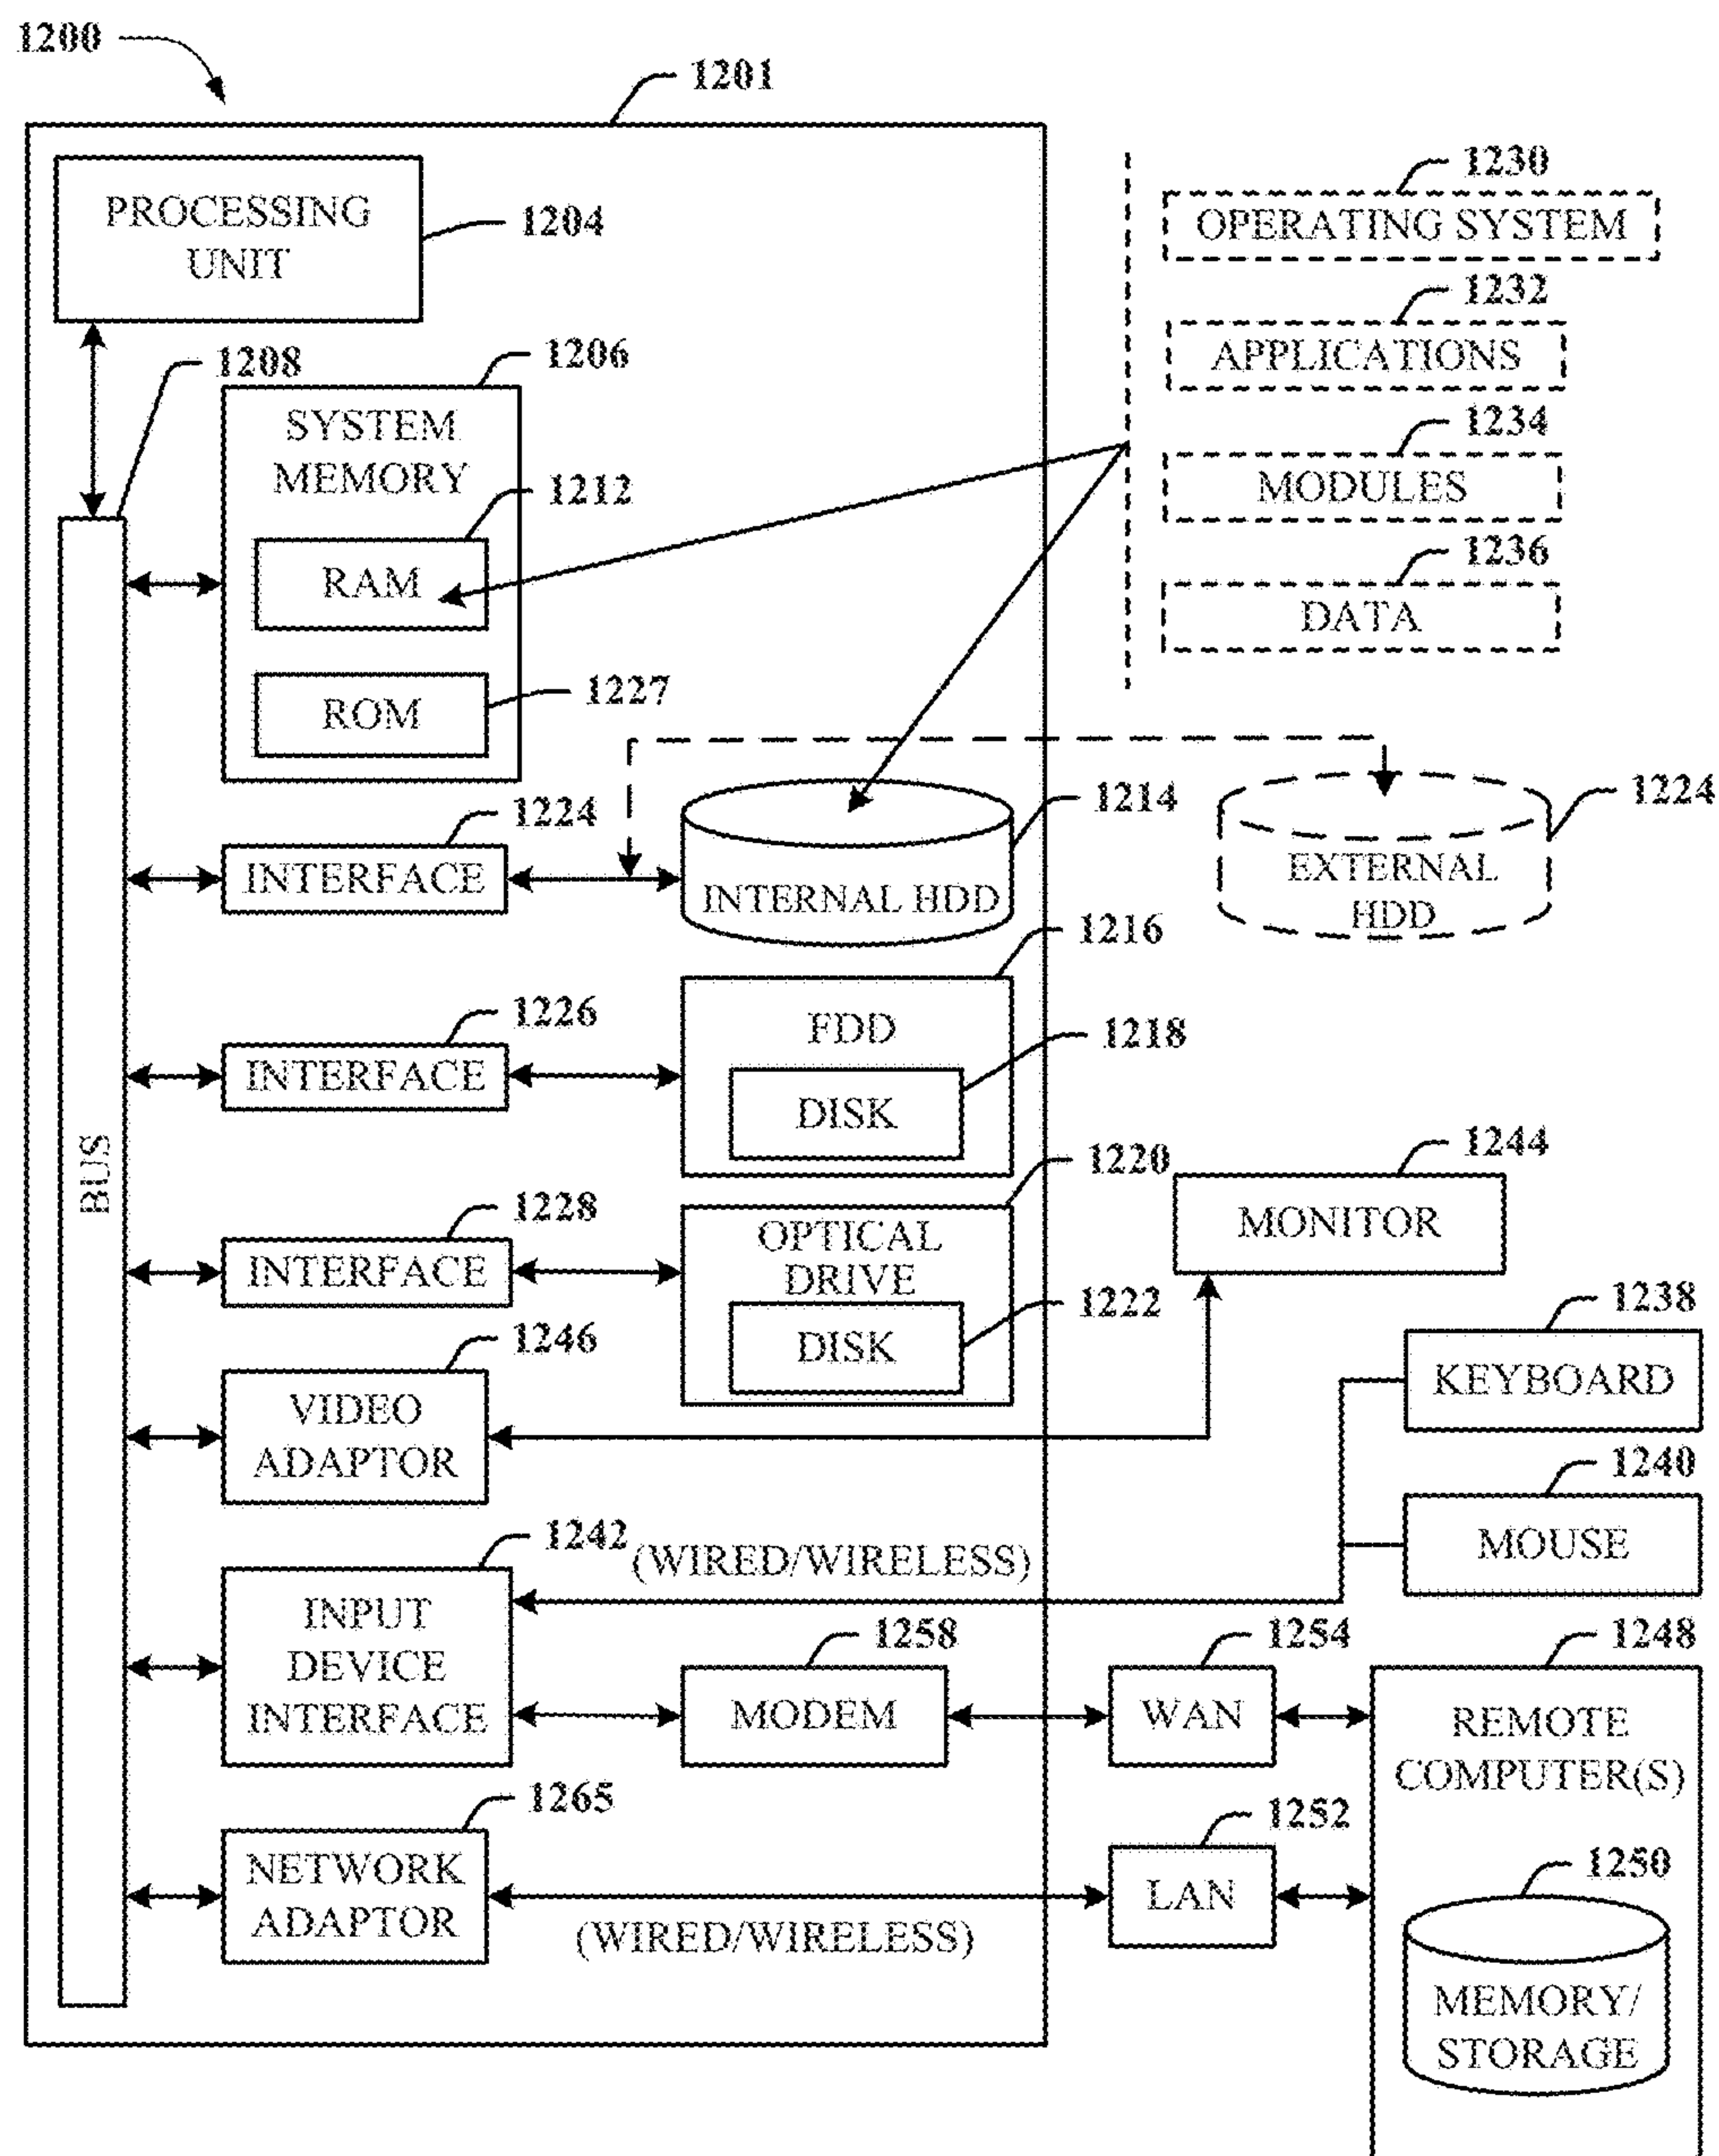 1200
1201
PROCESSING
UNIT
1204
1230
OPERATING SYSTEM
1232
APPLICATIONS
1234
MODULES
1236
DATA
1208
1206
SYSTEM
MEMORY
1212
RAM
1227
ROM
1224
INTERFACE
1214
INTERNAL HDD
1224
EXTERNAL
HDD
1216
1226
INTERFACE
FDD
1218
DISK
BUS
1220
1228
INTERFACE
OPTICAL
DRIVE
1222
DISK
1244
MONITOR
1246
VIDEO
ADAPTOR
1238
KEYBOARD
1240
MOUSE
1242
(WIRED/WIRELESS)
INPUT
DEVICE
INTERFACE
1258
MODEM
1254
WAN
1248
REMOTE
COMPUTER(S)
1265
NETWORK
ADAPTOR
(WIRED/WIRELESS)
1252
LAN
1250
MEMORY/
STORAGE